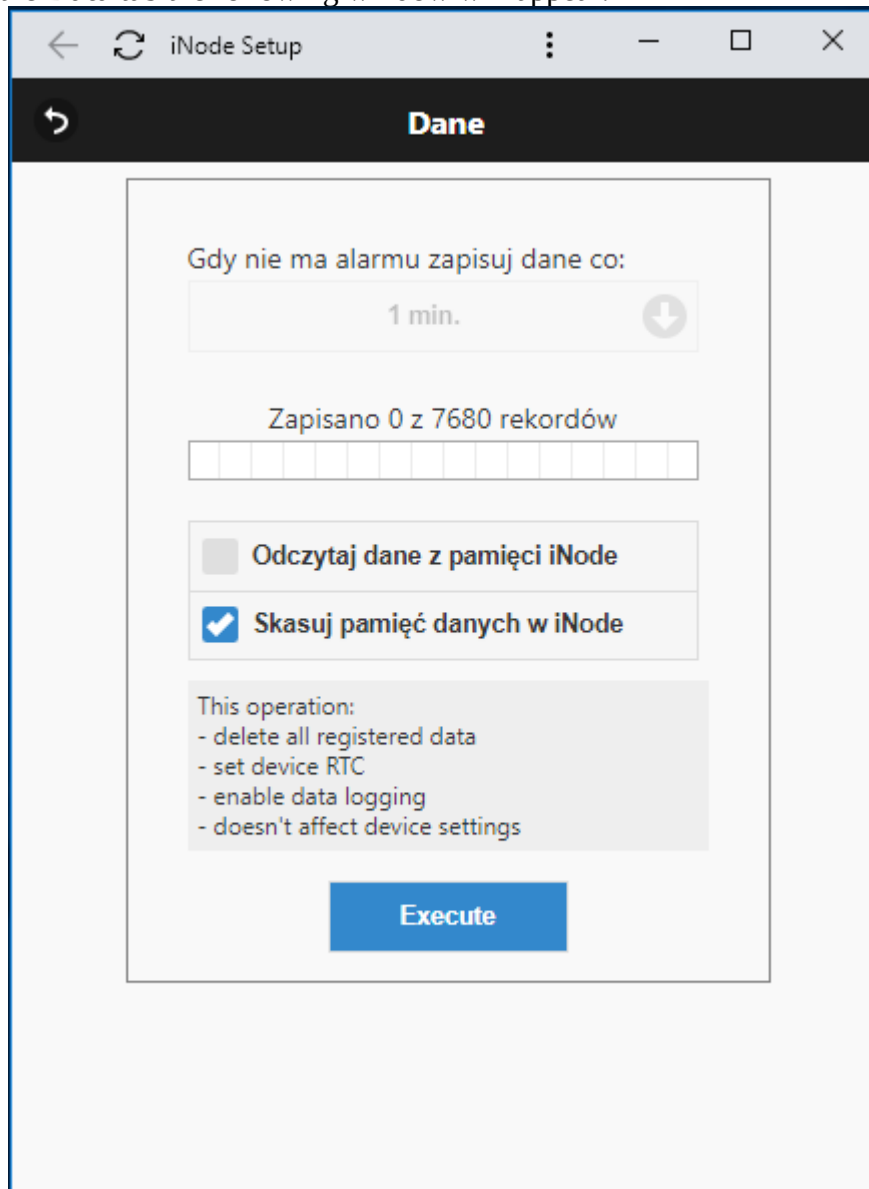 iNode Setup
Dane
Gdy nie ma alarmu zapisuj dane co:
1 min.
Zapisano 0 z 7680 rekordów
Odczytaj dane z pamięci iNode
Skasuj pamięć danych w iNode
This operation:
- delete all registered data
- set device RTC
- enable data logging
- doesn't affect device settings
Execute